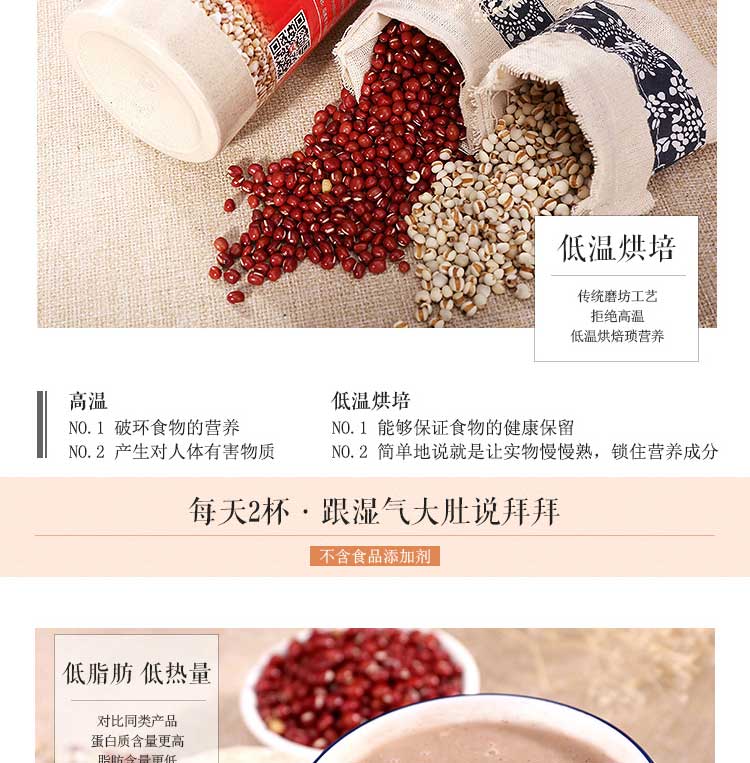 低温烘培
传统磨坊工艺
拒绝高温
低温烘焙琐营养
高温
NO.1 破环食物的营养
NO.2 产生对人体有害物质
低温烘培
NO.1 能够保证食物的健康保留
NO.2 简单地说就是让实物慢慢熟，锁住营养成分
每天2杯·跟湿气大肚说拜拜
不含食品添加剂
低脂肪 低热量
对比同类产品
蛋白质含量更高
脂肪含量更低